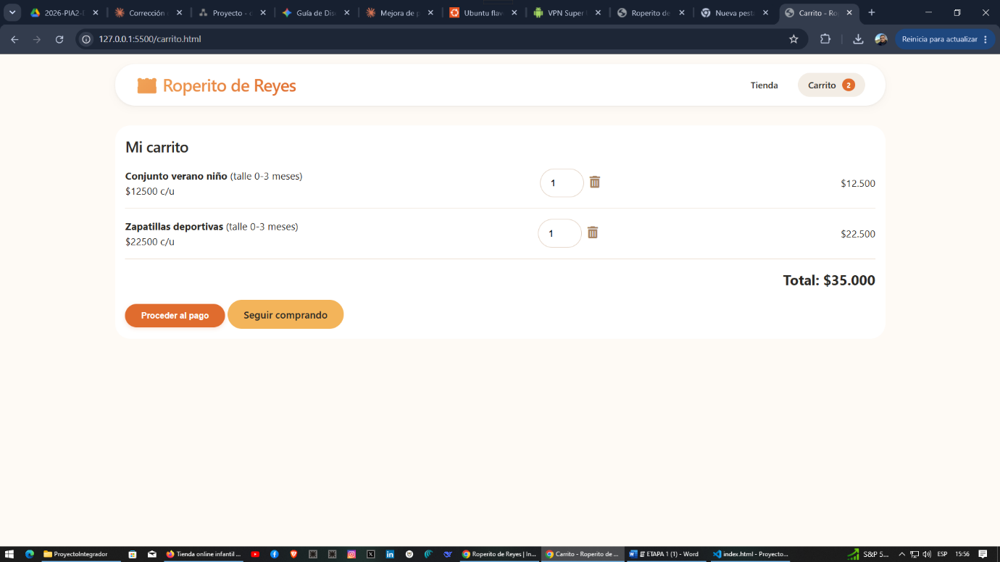 2026-PIA2-
Corrección
Proyecto -
Guía de Dis
Mejora de p
Ubuntu flav
VPN Super
Roperito de
Nueva pest
Carrito - Ro
127.0.0.1:5500/carrito.html
Reinicia para actualizar
Roperito de Reyes
Tienda
Carrito 2
Mi carrito
Conjunto verano niño (talle 0-3 meses)
$12500 c/u
1
$12.500
Zapatillas deportivas (talle 0-3 meses)
$22500 c/u
1
$22.500
Total: $35.000
Proceder al pago
Seguir comprando
ProyectoIntegrador
Tienda online infantil ...
Roperito de Reyes | In...
Carrito - Roperito de ...
ETAPA 1 (1) - Word
index.html - Proyecto...
S&P 5...
ESP
15:56